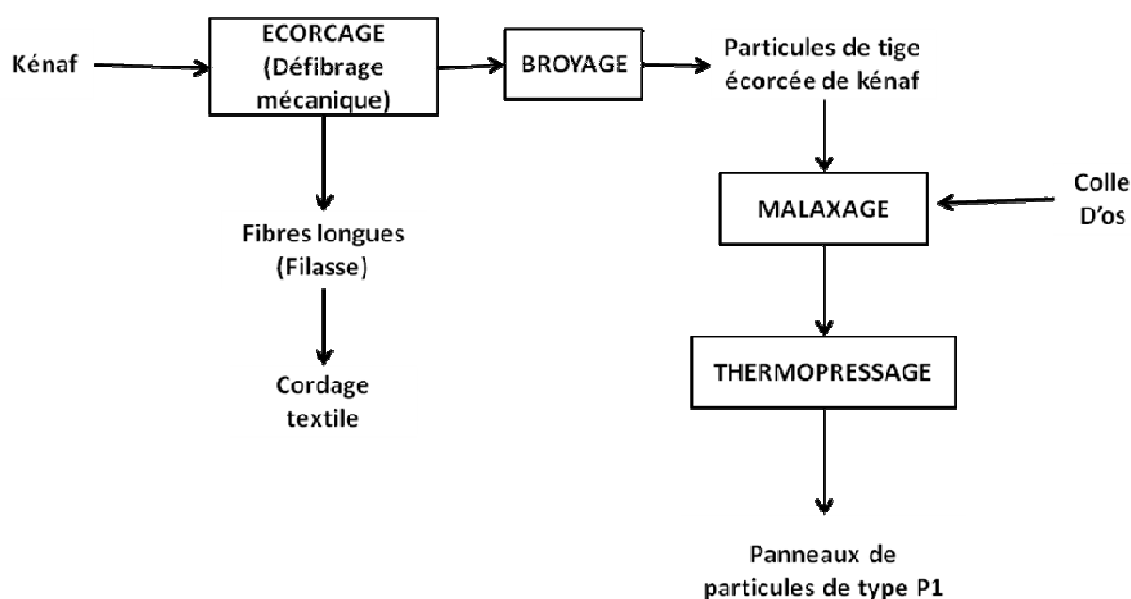 Kénaf
ECORCAGE
(Défibrage
mécanique)
BROYAGE
Particules de tige
écorcée de kénaf
MALAXAGE
Colle
D'os
Fibres longues
(Filasse)
THERMOPRESSAGE
Cordage
textile
Panneaux de
particules de type P1